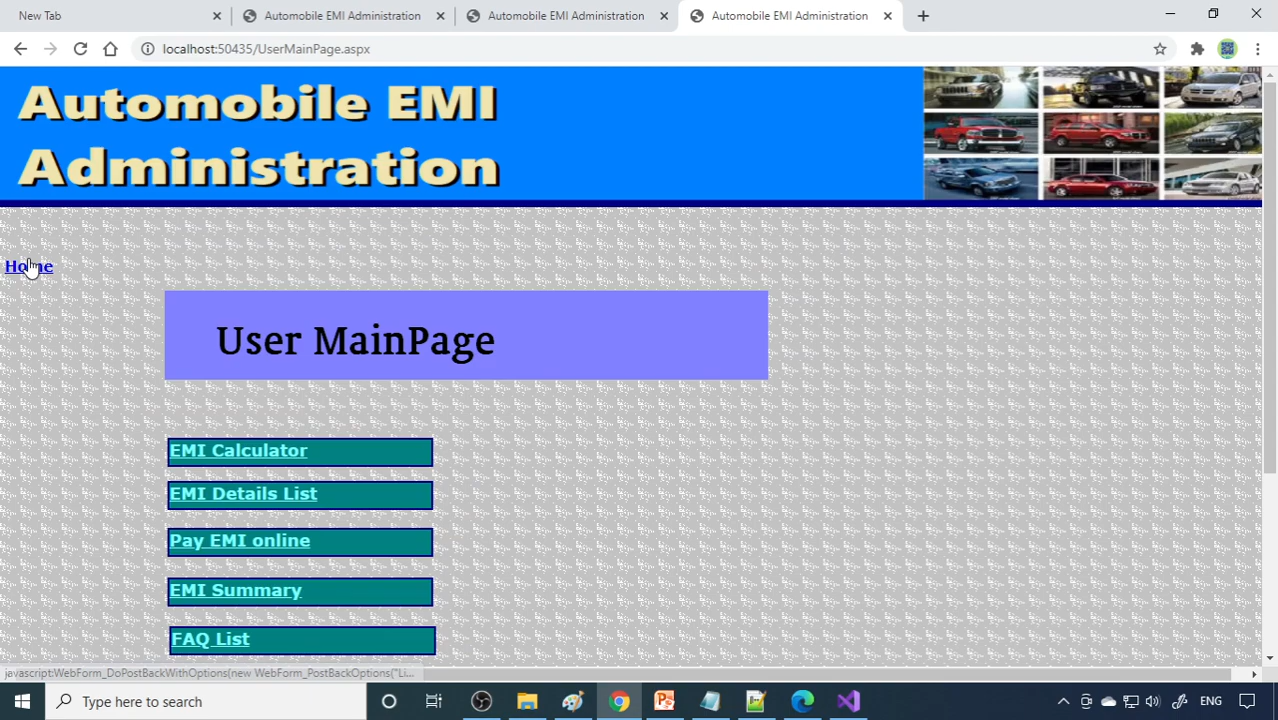 New Tab
Automobile EMI Administration
Automobile EMI Administration
Automobile EMI Administration
localhost:50435/UserMainPage.aspx
Automobile EMI
Administration
Home
User MainPage
EMI Calculator
EMI Details List
Pay EMI online
EMI Summary
FAQ List
javascript:WebForm_DoPostBackWithOptions(new WebForm_PostBackOptions("Li...
Type here to search
ENG